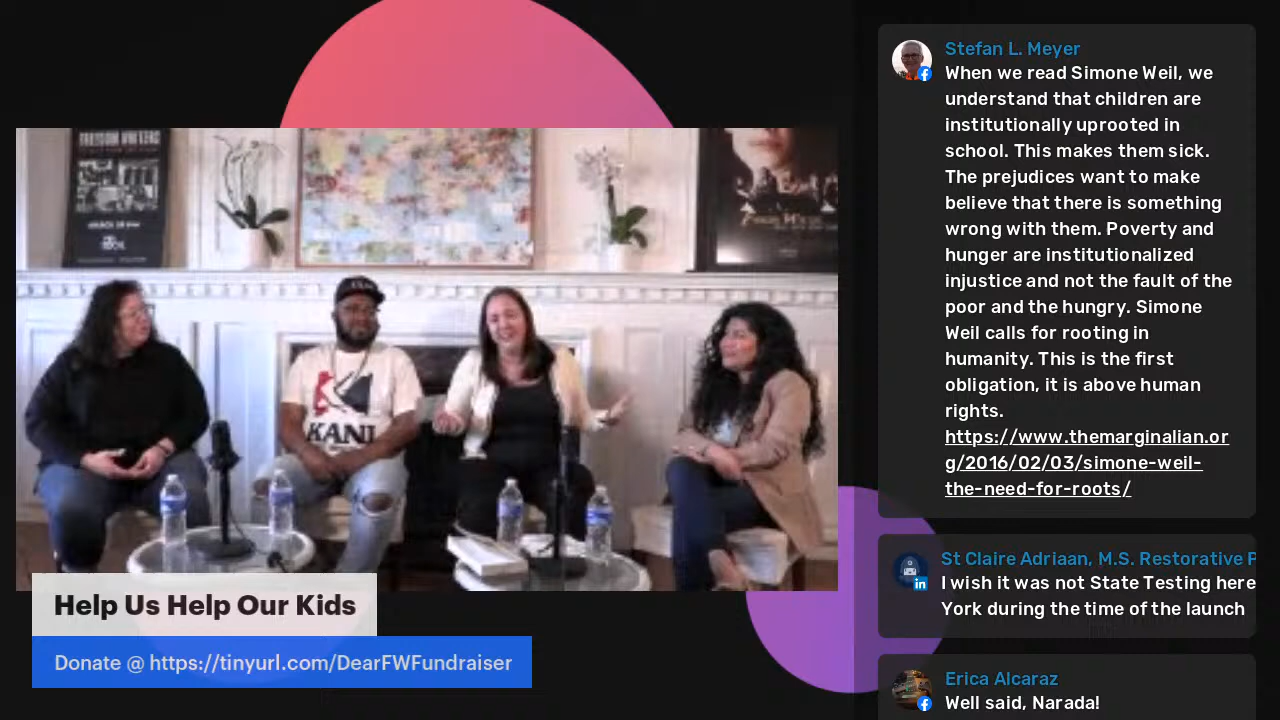 FREEDOM WRITERS
KANI
Help Us Help Our Kids
Donate @ https://tinyurl.com/DearFWFundraiser
Stefan L. Meyer
When we read Simone Weil, we
understand that children are
institutionally uprooted in
school. This makes them sick.
The prejudices want to make
believe that there is something
wrong with them. Poverty and
hunger are institutionalized
injustice and not the fault of the
poor and the hungry. Simone
Weil calls for rooting in
humanity. This is the first
obligation, it is above human
rights.
https://www.themarginalian.or
g/2016/02/03/simone-weil-
the-need-for-roots/
St Claire Adriaan, M.S. Restorative P
I wish it was not State Testing here
York during the time of the launch
Erica Alcaraz
Well said, Narada!